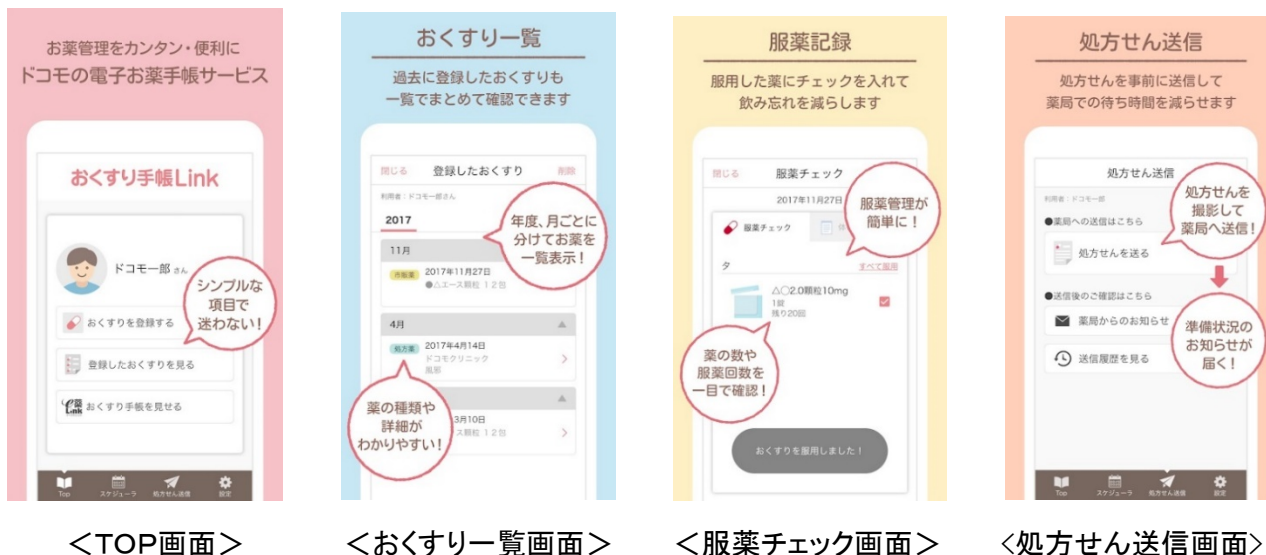 お薬管理をカンタン・便利に
ドコモの電子お薬手帳サービス
おくすり手帳Link
ドコモ一郎 さん
シンプルな
項目で
迷わない！
おくすりを登録する
登録したおくすりを見る
おくすり手帳を見せる
Top
スケジューラ
処方せん送信
設定
＜TOP画面＞
おくすり一覧
過去に登録したおくすりも
一覧でまとめて確認できます
閉じる
登録したおくすり
削除
利用者：ドコモ一郎さん
2017
年度、月ごとに
分けてお薬を
一覧表示！
11月
市販薬
2017年11月27日
●△エース顆粒 １２包
4月
処方薬
2017年4月14日
ドコモクリニック
風邪
3月10日
ス顆粒 １２包
薬の種類や
詳細が
わかりやすい！
＜おくすり一覧画面＞
服薬記録
服用した薬にチェックを入れて
飲み忘れを減らします
閉じる
服薬チェック
2017年11月27日
服薬管理が
簡単に！
服薬チェック
夕
すべて服用
△〇2.0顆粒10mg
1錠
残り20回
薬の数や
服薬回数を
一目で確認！
おくすりを服用しました！
＜服薬チェック画面＞
処方せん送信
処方せんを事前に送信して
薬局での待ち時間を減らせます
処方せん送信
利用者：ドコモ一郎
●薬局への送信はこちら
処方せんを
撮影して
薬局へ送信！
処方せんを送る
●送信後のご確認はこちら
薬局からのお知らせ
送信履歴を見る
準備状況の
お知らせが
届く！
Top
スケジューラ
処方せん送信
設定
<処方せん送信画面>